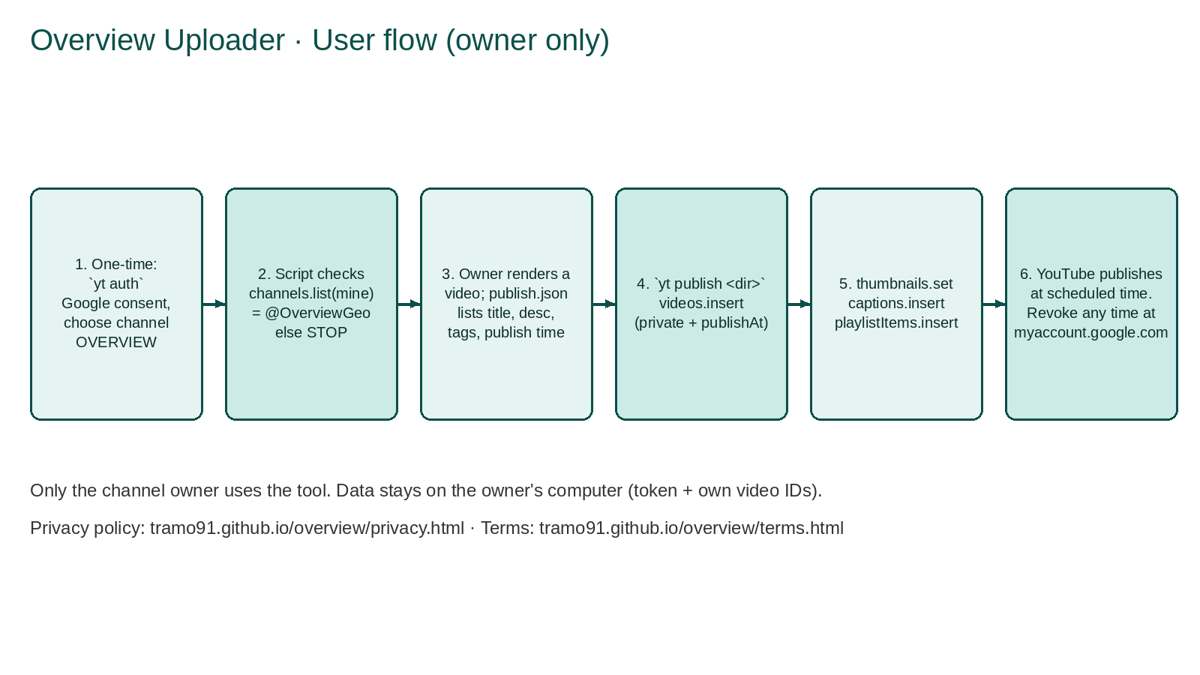 Overview Uploader · User flow (owner only)
1. One-time:
`yt auth`
Google consent,
choose channel
OVERVIEW
2. Script checks
channels.list(mine)
= @OverviewGeo
else STOP
3. Owner renders a
video; publish.json
lists title, desc,
tags, publish time
4. `yt publish <dir>`
videos.insert
(private + publishAt)
5. thumbnails.set
captions.insert
playlistItems.insert
6. YouTube publishes
at scheduled time.
Revoke any time at
myaccount.google.com
Only the channel owner uses the tool. Data stays on the owner's computer (token + own video IDs).
Privacy policy: tramo91.github.io/overview/privacy.html · Terms: tramo91.github.io/overview/terms.html